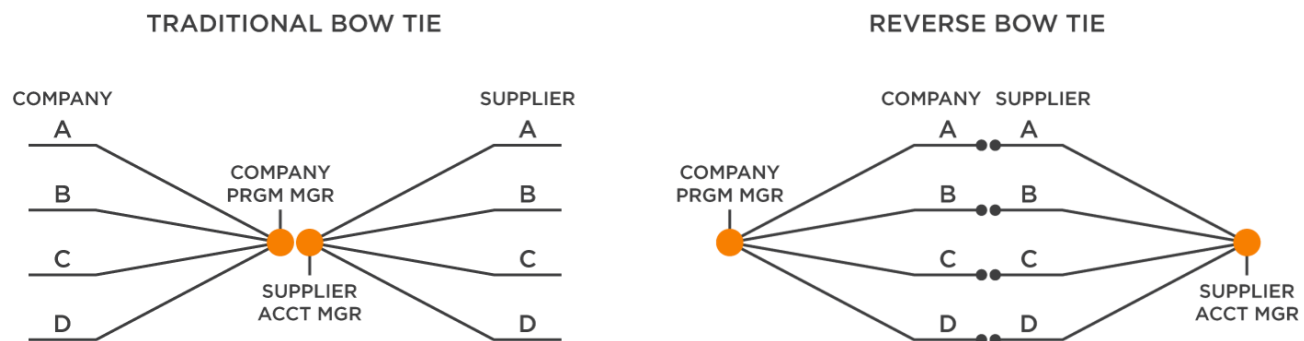 TRADITIONAL BOW TIE
COMPANY
SUPPLIER
A
A
B
COMPANY
PRGM MGR
B
C
C
SUPPLIER
ACCT MGR
D
D
REVERSE BOW TIE
COMPANY
SUPPLIER
A
A
COMPANY
PRGM MGR
B
B
C
C
SUPPLIER
ACCT MGR
D
D